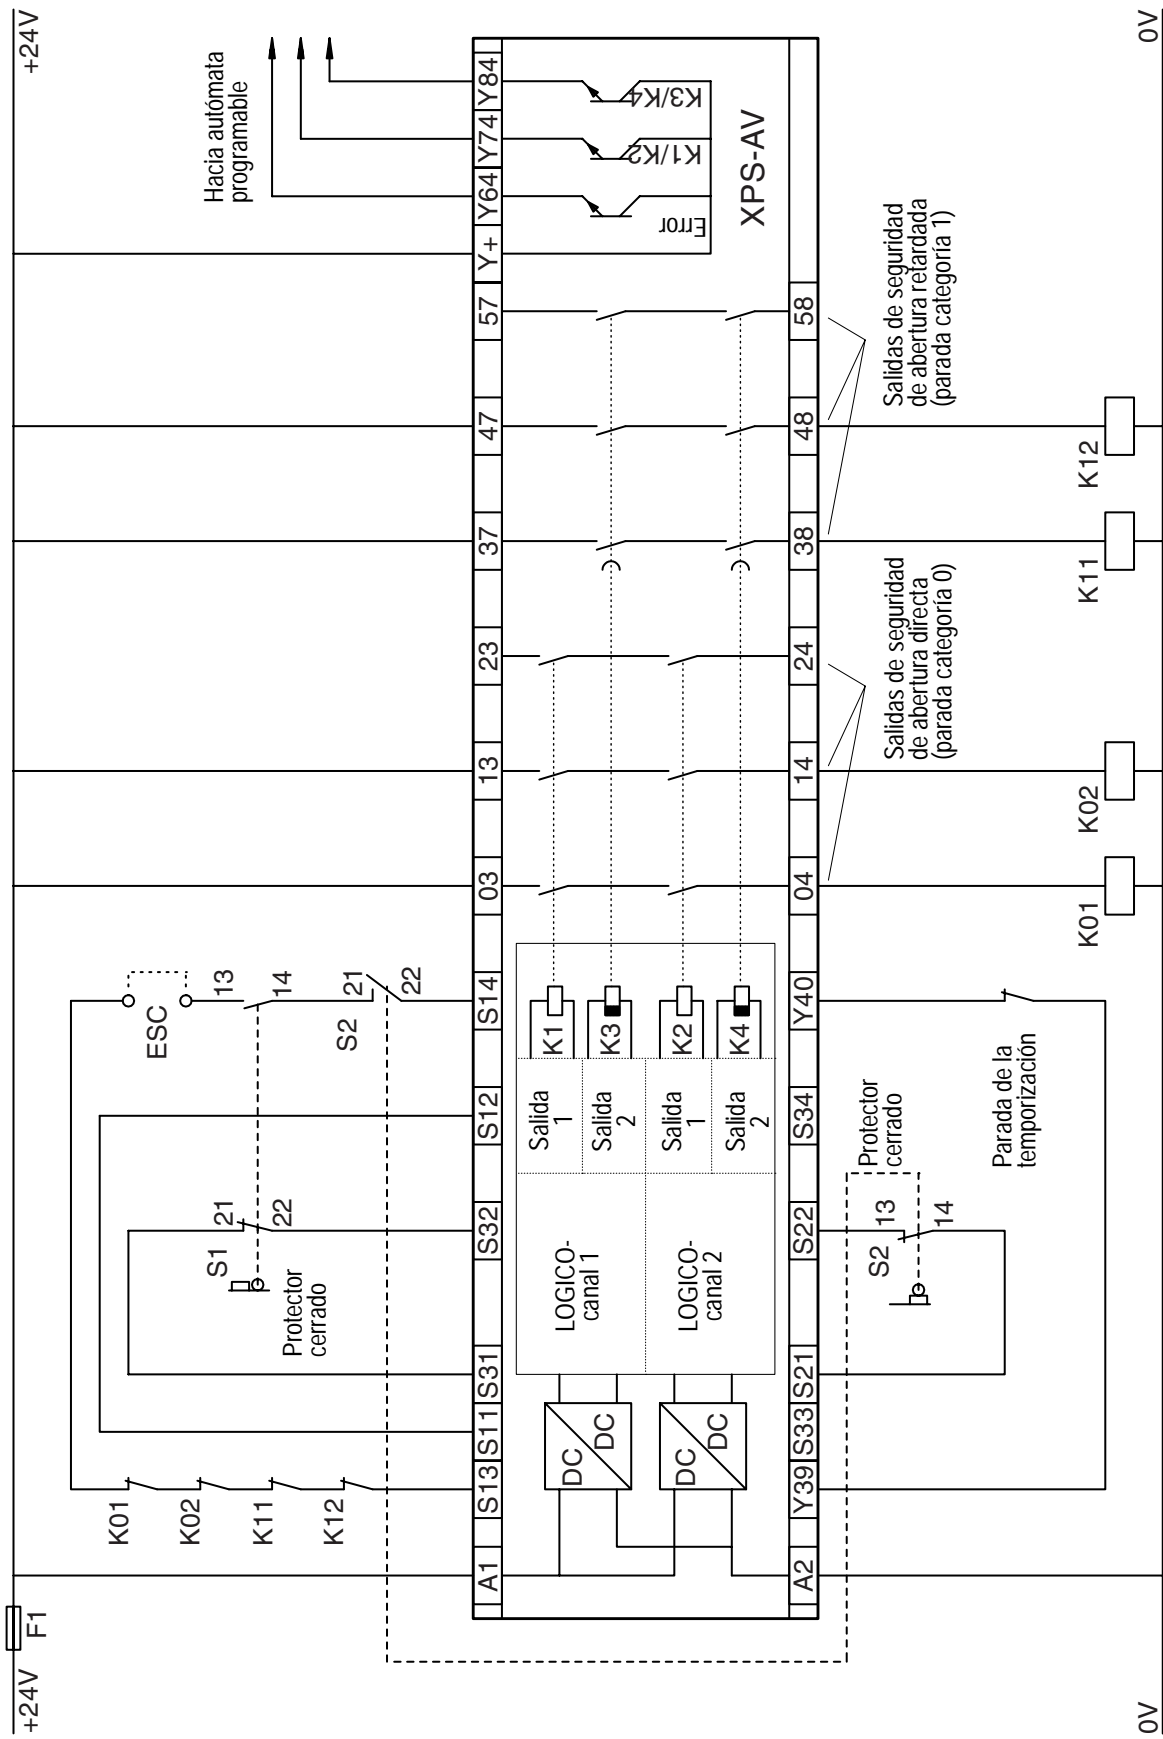 +24V
F1
+24V
K01
K02
K11
K12
S1
21
22
Protector
cerrado
ESC
13
14
S2
21
22
Hacia autómata
programable
A1
S13
S11
S31
S32
S12
S14
03
13
23
37
47
57
Y+
Y64
Y74
Y84
DC
DC
DC
DC
LOGICO-
canal 1
LOGICO-
canal 2
Salida
1
Salida
2
Salida
1
Salida
2
K1
K3
K2
K4
Error
K1/K2
K3/K4
XPS-AV
A2
Y39
S33
S21
S22
S34
Y40
04
14
24
38
48
58
S2
13
14
Protector
cerrado
Parada de la
temporización
Salidas de seguridad
de abertura directa
(parada categoría 0)
Salidas de seguridad
de abertura retardada
(parada categoría 1)
K01
K02
K11
K12
0V
0V